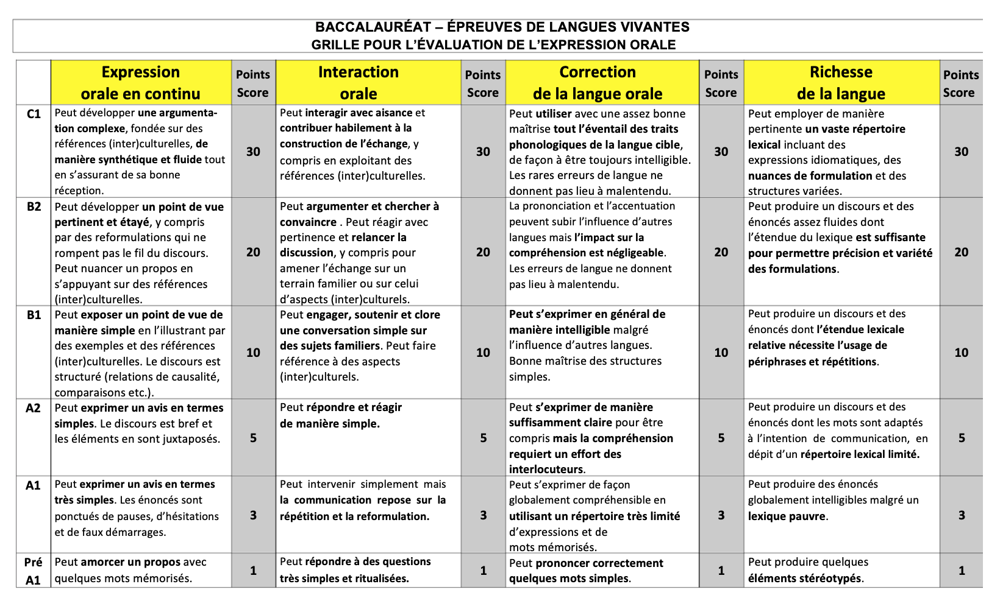 BACCALAURÉAT – ÉPREUVES DE LANGUES VIVANTES
GRILLE POUR L’ÉVALUATION DE L’EXPRESSION ORALE
Expression
orale en continu
Points
Score
Interaction
orale
Points
Score
Correction
de la langue orale
Points
Score
Richesse
de la langue
Points
Score
C1
Peut développer une argumenta-
tion complexe, fondée sur des
références (inter)culturelles, de
manière synthétique et fluide tout
en s’assurant de sa bonne
réception.
30
Peut interagir avec aisance et
contribuer habilement à la
construction de l’échange, y
compris en exploitant des
références (inter)culturelles.
30
Peut utiliser avec une assez bonne
maîtrise tout l’éventail des traits
phonologiques de la langue cible,
de façon à être toujours intelligible.
Les rares erreurs de langue ne
donnent pas lieu à malentendu.
30
Peut employer de manière
pertinente un vaste répertoire
lexical incluant des
expressions idiomatiques, des
nuances de formulation et des
structures variées.
30
B2
Peut développer un point de vue
pertinent et étayé, y compris
par des reformulations qui ne
rompent pas le fil du discours.
Peut nuancer un propos en
s’appuyant sur des références
(inter)culturelles.
20
Peut argumenter et chercher à
convaincre . Peut réagir avec
pertinence et relancer la
discussion, y compris pour
amener l’échange sur un
terrain familier ou sur celui
d’aspects (inter)culturels.
20
La prononciation et l’accentuation
peuvent subir l’influence d’autres
langues mais l’impact sur la
compréhension est négligeable.
Les erreurs de langue ne donnent
pas lieu à malentendu.
20
Peut produire un discours et des
énoncés assez fluides dont
l’étendue du lexique est suffisante
pour permettre précision et variété
des formulations.
20
B1
Peut exposer un point de vue de
manière simple en l’illustrant par
des exemples et des références
(inter)culturelles. Le discours est
structuré (relations de causalité,
comparaisons etc.).
10
Peut engager, soutenir et clore
une conversation simple sur
des sujets familiers. Peut faire
référence à des aspects
(inter)culturels.
10
Peut s’exprimer en général de
manière intelligible malgré
l’influence d’autres langues.
Bonne maîtrise des structures
simples.
10
Peut produire un discours et des
énoncés dont l’étendue lexicale
relative nécessite l’usage de
périphrases et répétitions.
10
A2
Peut exprimer un avis en termes
simples. Le discours est bref et
les éléments en sont juxtaposés.
5
Peut répondre et réagir
de manière simple.
5
Peut s’exprimer de manière
suffisamment claire pour être
compris mais la compréhension
requiert un effort des
interlocuteurs.
5
Peut produire un discours et des
énoncés dont les mots sont adaptés
à l’intention de communication, en
dépit d’un répertoire lexical limité.
5
A1
Peut exprimer un avis en termes
très simples. Les énoncés sont
ponctués de pauses, d’hésitations
et de faux démarrages.
3
Peut intervenir simplement mais
la communication repose sur la
répétition et la reformulation.
3
Peut s’exprimer de façon
globalement compréhensible en
utilisant un répertoire très limité
d’expressions et de
mots mémorisés.
3
Peut produire des énoncés
globalement intelligibles malgré un
lexique pauvre.
3
Pré
A1
Peut amorcer un propos avec
quelques mots mémorisés.
1
Peut répondre à des questions
très simples et ritualisées.
1
Peut prononcer correctement
quelques mots simples.
1
Peut produire quelques
éléments stéréotypés.
1